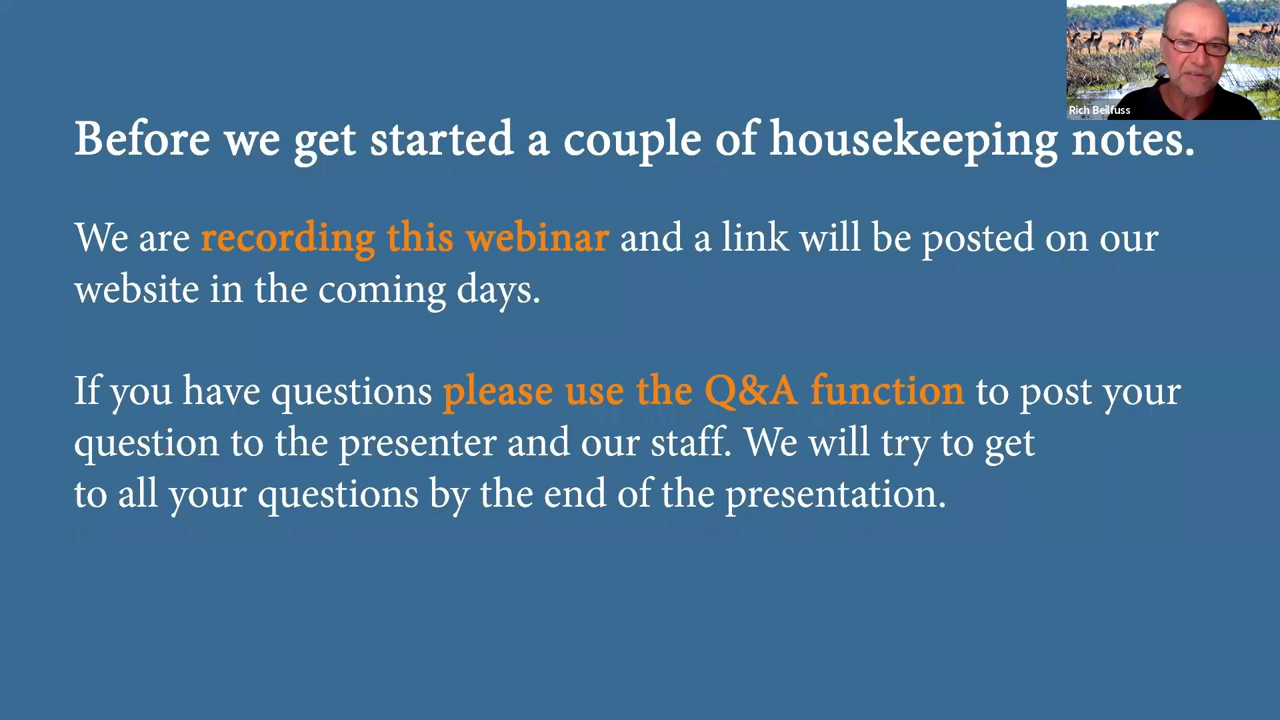 Rich Beilfuss
Before we get started a couple of housekeeping notes.
We are recording this webinar and a link will be posted on our
website in the coming days.
If you have questions please use the Q&A function to post your
question to the presenter and our staff. We will try to get
to all your questions by the end of the presentation.